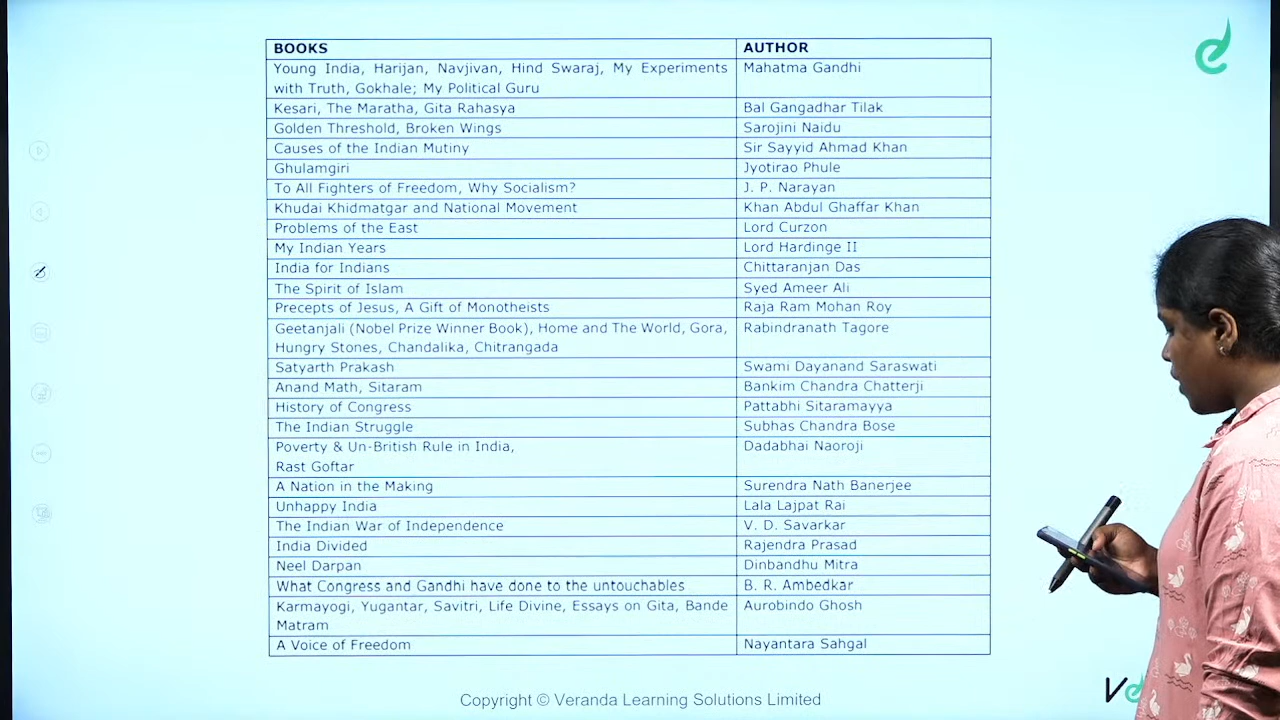 BOOKS AUTHOR
Young India, Harijan, Navjivan, Hind Swaraj, My Experiments Mahatma Gandhi
with Truth, Gokhale; My Political Guru
Kesari, The Maratha, Gita Rahasya Bal Gangadhar Tilak
Golden Threshold, Broken Wings Sarojini Naidu
Causes of the Indian Mutiny Sir Sayyid Ahmad Khan
Ghulamgiri Jyotirao Phule
To All Fighters of Freedom, Why Socialism? J. P. Narayan
Khudai Khidmatgar and National Movement Khan Abdul Ghaffar Khan
Problems of the East Lord Curzon
My Indian Years Lord Hardinge II
India for Indians Chittaranjan Das
The Spirit of Islam Syed Ameer Ali
Precepts of Jesus, A Gift of Monotheists Raja Ram Mohan Roy
Geetanjali (Nobel Prize Winner Book), Home and The World, Gora, Rabindranath Tagore
Hungry Stones, Chandalika, Chitrangada
Satyarth Prakash Swami Dayanand Saraswati
Anand Math, Sitaram Bankim Chandra Chatterji
History of Congress Pattabhi Sitaramayya
The Indian Struggle Subhas Chandra Bose
Poverty & Un-British Rule in India, Dadabhai Naoroji
Rast Goftar
A Nation in the Making Surendra Nath Banerjee
Unhappy India Lala Lajpat Rai
The Indian War of Independence V. D. Savarkar
India Divided Rajendra Prasad
Neel Darpan Dinbandhu Mitra
What Congress and Gandhi have done to the untouchables B. R. Ambedkar
Karmayogi, Yugantar, Savitri, Life Divine, Essays on Gita, Bande Aurobindo Ghosh
Matram
A Voice of Freedom Nayantara Sahgal
Copyright © Veranda Learning Solutions Limited